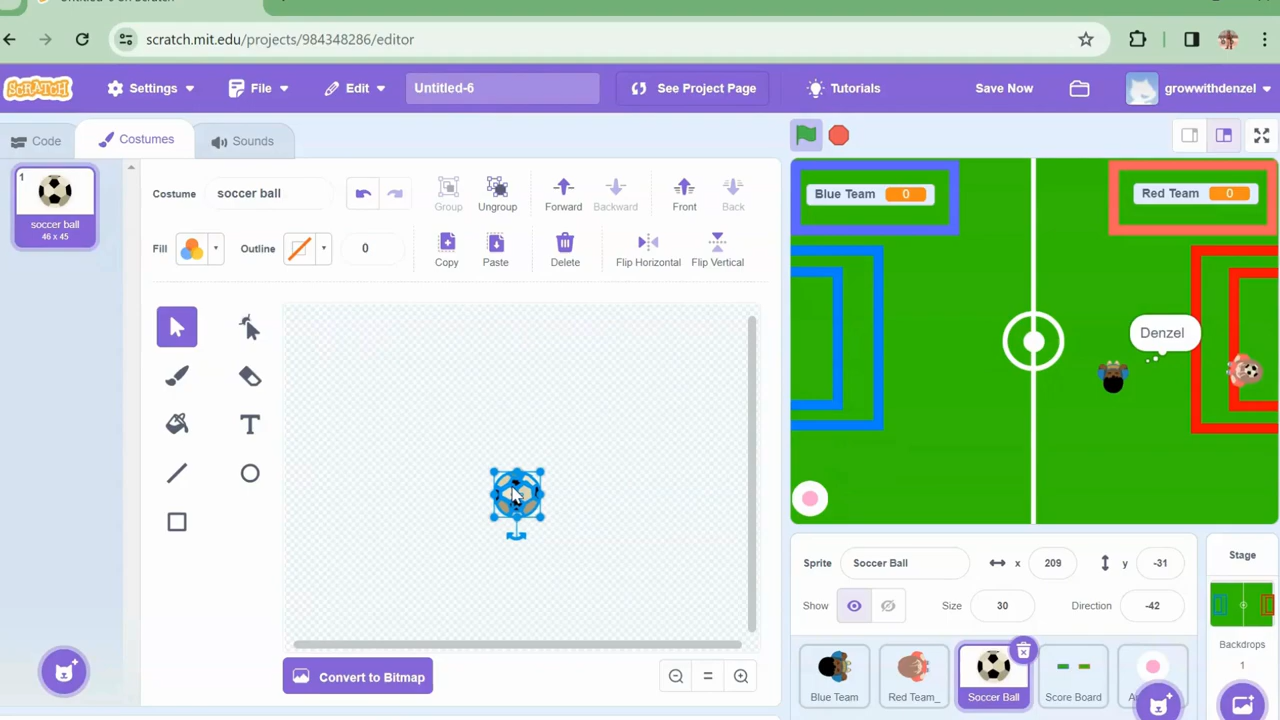 scratch.mit.edu/projects/984348286/editor
SCRATCH Settings File Edit Untitled-6 See Project Page Tutorials Save Now growwithdenzel
Code Costumes Sounds
1
soccer ball
46 x 45
Costume soccer ball Group Ungroup Forward Backward Front Back
Fill Outline 0 Copy Paste Delete Flip Horizontal Flip Vertical
T
Convert to Bitmap
Blue Team 0 Red Team 0
Denzel
Sprite Soccer Ball x 209 y -31
Show Size 30 Direction -42
Blue Team Red Team_ Soccer Ball Score Board
Stage
Backdrops
1